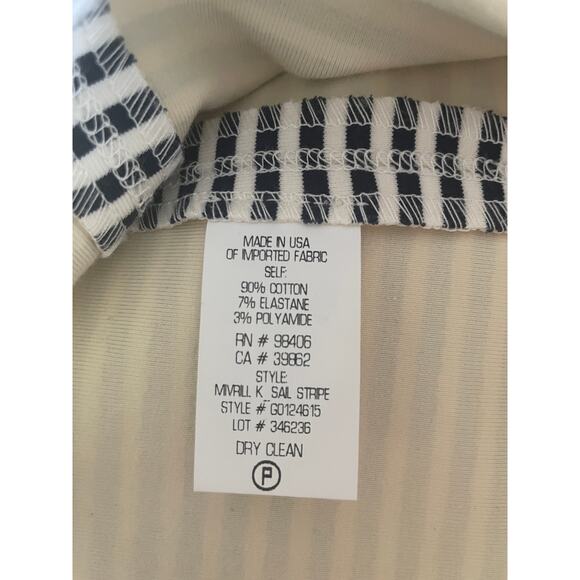 MADE IN USA
OF IMPORTED FABRIC
SELF:
90% COTTON
7% ELASTANE
3% POLYAMIDE
RN # 98406
CA # 39862
STYLE:
MIVRILL K_SAIL STRIPE
STYLE # G0124615
LOT # 346236
DRY CLEAN
P